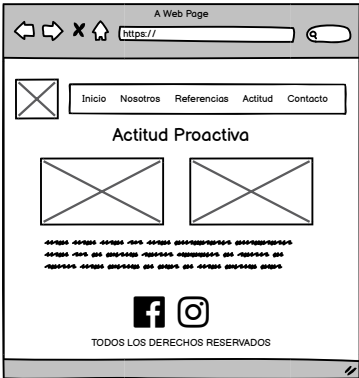 A Web Page
https://
Inicio Nosotros Referencias Actitud Contacto
Actitud Proactiva
TODOS LOS DERECHOS RESERVADOS